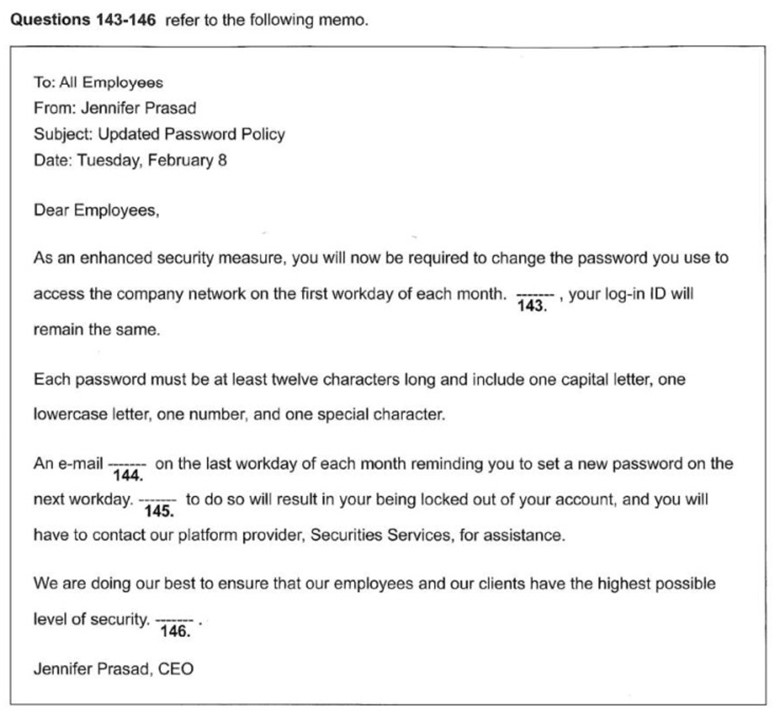 Questions 143-146 refer to the following memo.
To: All Employees
From: Jennifer Prasad
Subject: Updated Password Policy
Date: Tuesday, February 8
Dear Employees,
As an enhanced security measure, you will now be required to change the password you use to
access the company network on the first workday of each month. ------- , your log-in ID will
143.
remain the same.
Each password must be at least twelve characters long and include one capital letter, one
lowercase letter, one number, and one special character.
An e-mail ------- on the last workday of each month reminding you to set a new password on the
144.
next workday. ------- to do so will result in your being locked out of your account, and you will
145.
have to contact our platform provider, Securities Services, for assistance.
We are doing our best to ensure that our employees and our clients have the highest possible
level of security. ------- .
146.
Jennifer Prasad, CEO